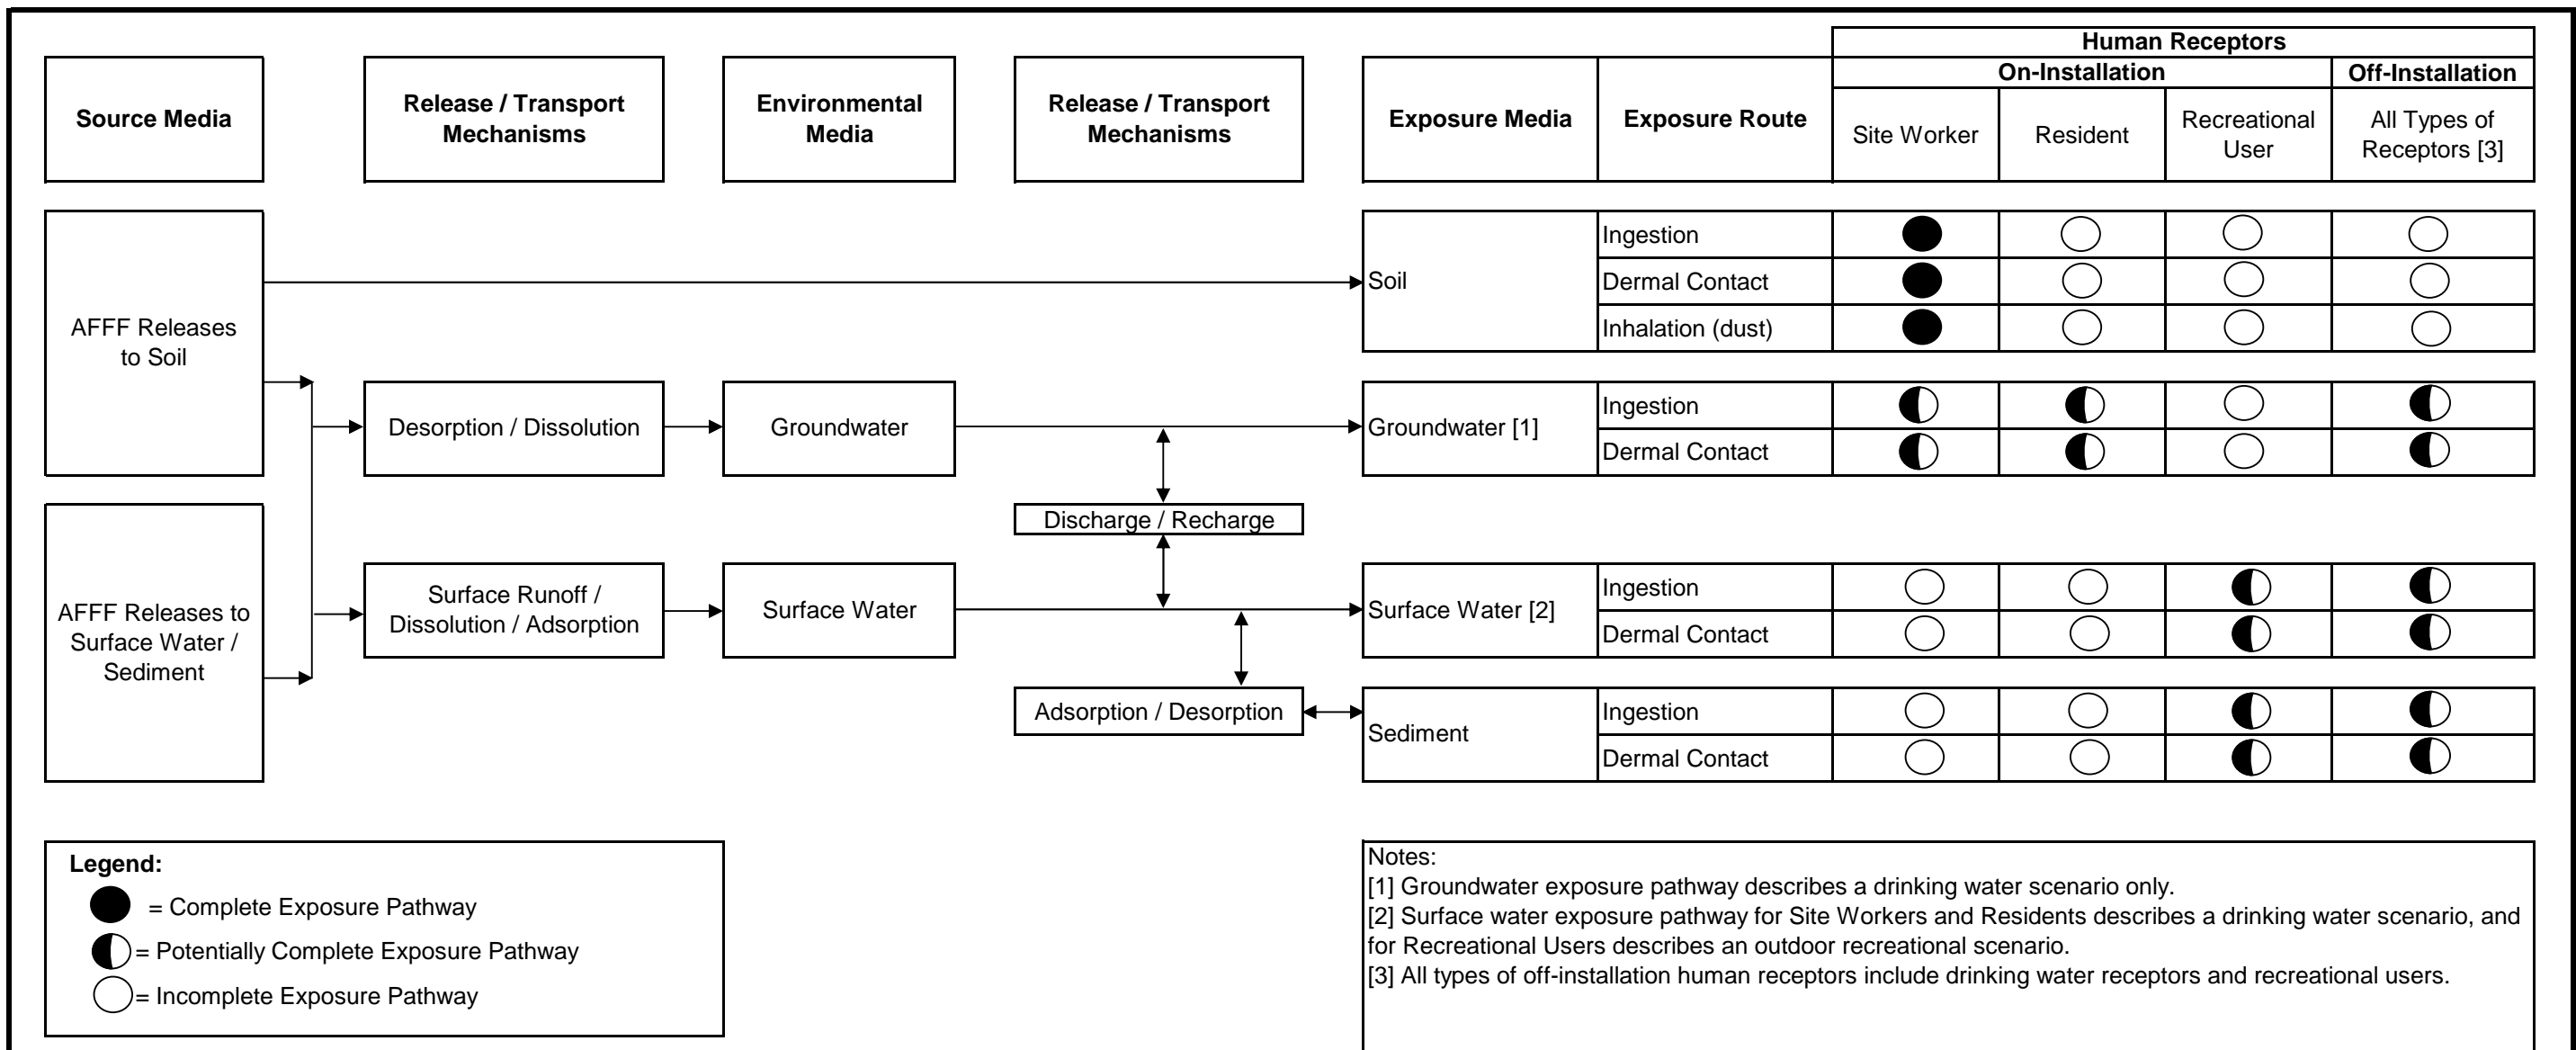 Human Receptors
On-Installation
Off-Installation
Source Media
Release / Transport
Mechanisms
Environmental
Media
Release / Transport
Mechanisms
Exposure Media
Exposure Route
Site Worker
Resident
Recreational
User
All Types of
Receptors [3]
AFFF Releases
to Soil
Soil
Ingestion
Dermal Contact
Inhalation (dust)
Desorption / Dissolution
Groundwater
Groundwater [1]
Ingestion
Dermal Contact
Discharge / Recharge
AFFF Releases to
Surface Water /
Sediment
Surface Runoff /
Dissolution / Adsorption
Surface Water
Surface Water [2]
Ingestion
Dermal Contact
Adsorption / Desorption
Sediment
Ingestion
Dermal Contact
Legend:
= Complete Exposure Pathway
= Potentially Complete Exposure Pathway
= Incomplete Exposure Pathway
Notes:
[1] Groundwater exposure pathway describes a drinking water scenario only.
[2] Surface water exposure pathway for Site Workers and Residents describes a drinking water scenario, and
for Recreational Users describes an outdoor recreational scenario.
[3] All types of off-installation human receptors include drinking water receptors and recreational users.